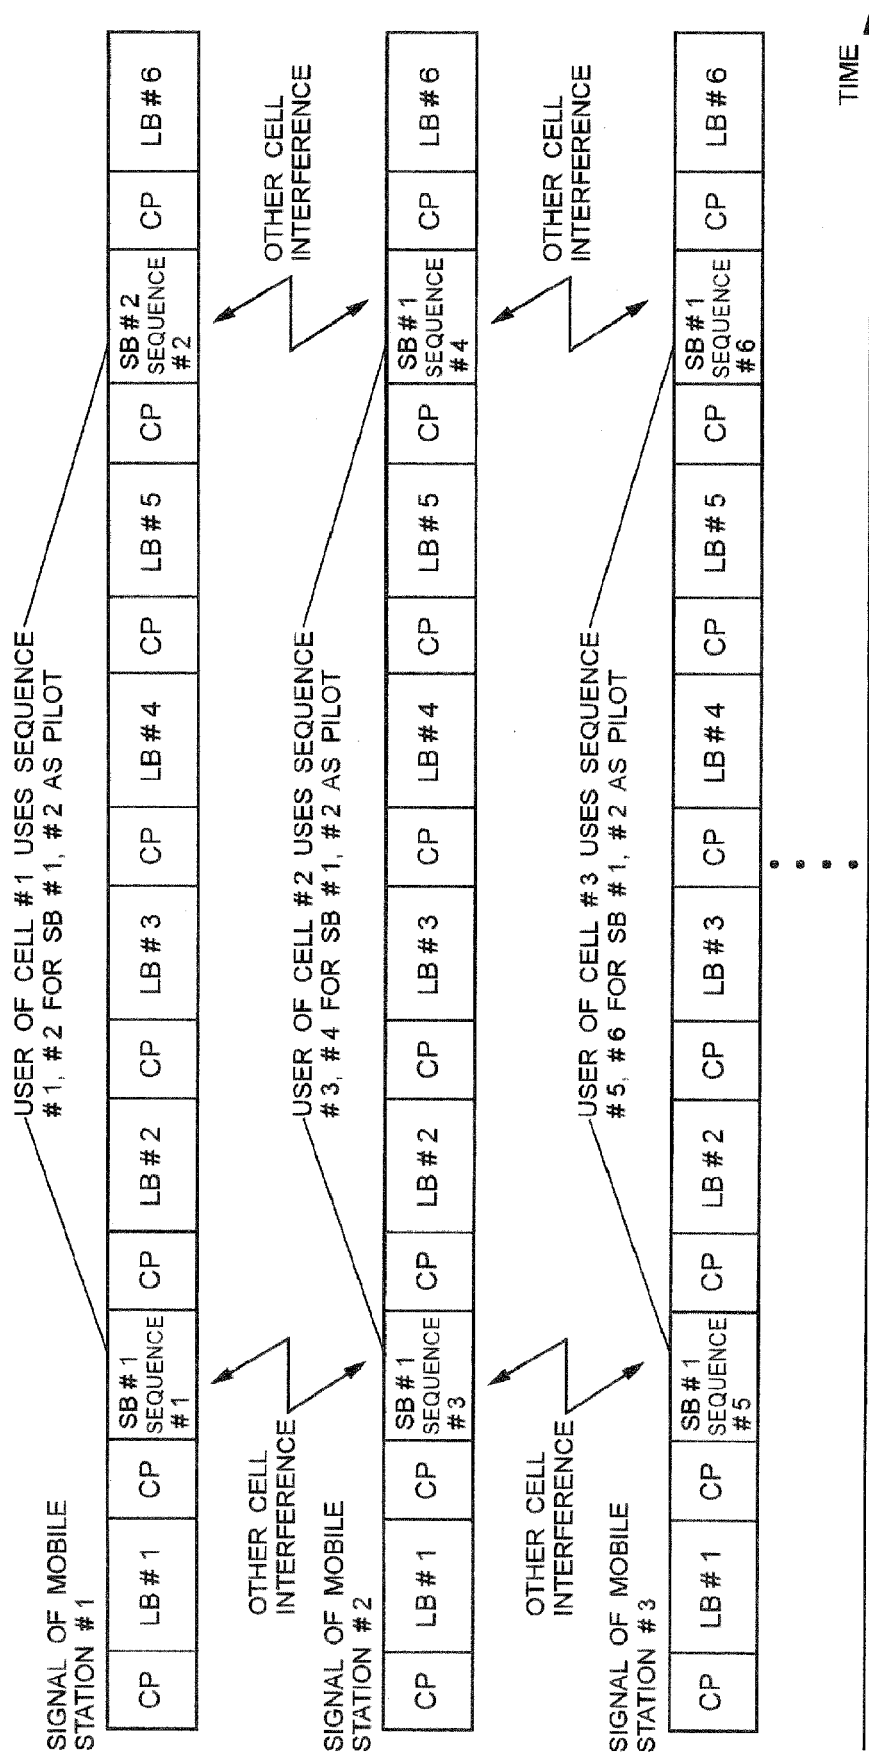 SIGNAL OF MOBILE
STATION #1
USER OF CELL #1 USES SEQUENCE
#1, #2 FOR SB #1, #2 AS PILOT
CP
LB#1
CP
SB#1
SEQUENCE
#1
CP
LB#2
CP
LB#3
CP
LB#4
CP
LB#5
CP
SB#2
SEQUENCE
#2
CP
LB#6
OTHER CELL
INTERFERENCE
OTHER CELL
INTERFERENCE
SIGNAL OF MOBILE
STATION #2
USER OF CELL #2 USES SEQUENCE
#3, #4 FOR SB #1, #2 AS PILOT
CP
LB#1
CP
SB#1
SEQUENCE
#3
CP
LB#2
CP
LB#3
CP
LB#4
CP
LB#5
CP
SB#1
SEQUENCE
#4
CP
LB#6
OTHER CELL
INTERFERENCE
OTHER CELL
INTERFERENCE
SIGNAL OF MOBILE
STATION #3
USER OF CELL #3 USES SEQUENCE
#5, #6 FOR SB #1, #2 AS PILOT
CP
LB#1
CP
SB#1
SEQUENCE
#5
CP
LB#2
CP
LB#3
CP
LB#4
CP
LB#5
CP
SB#1
SEQUENCE
#6
CP
LB#6
TIME